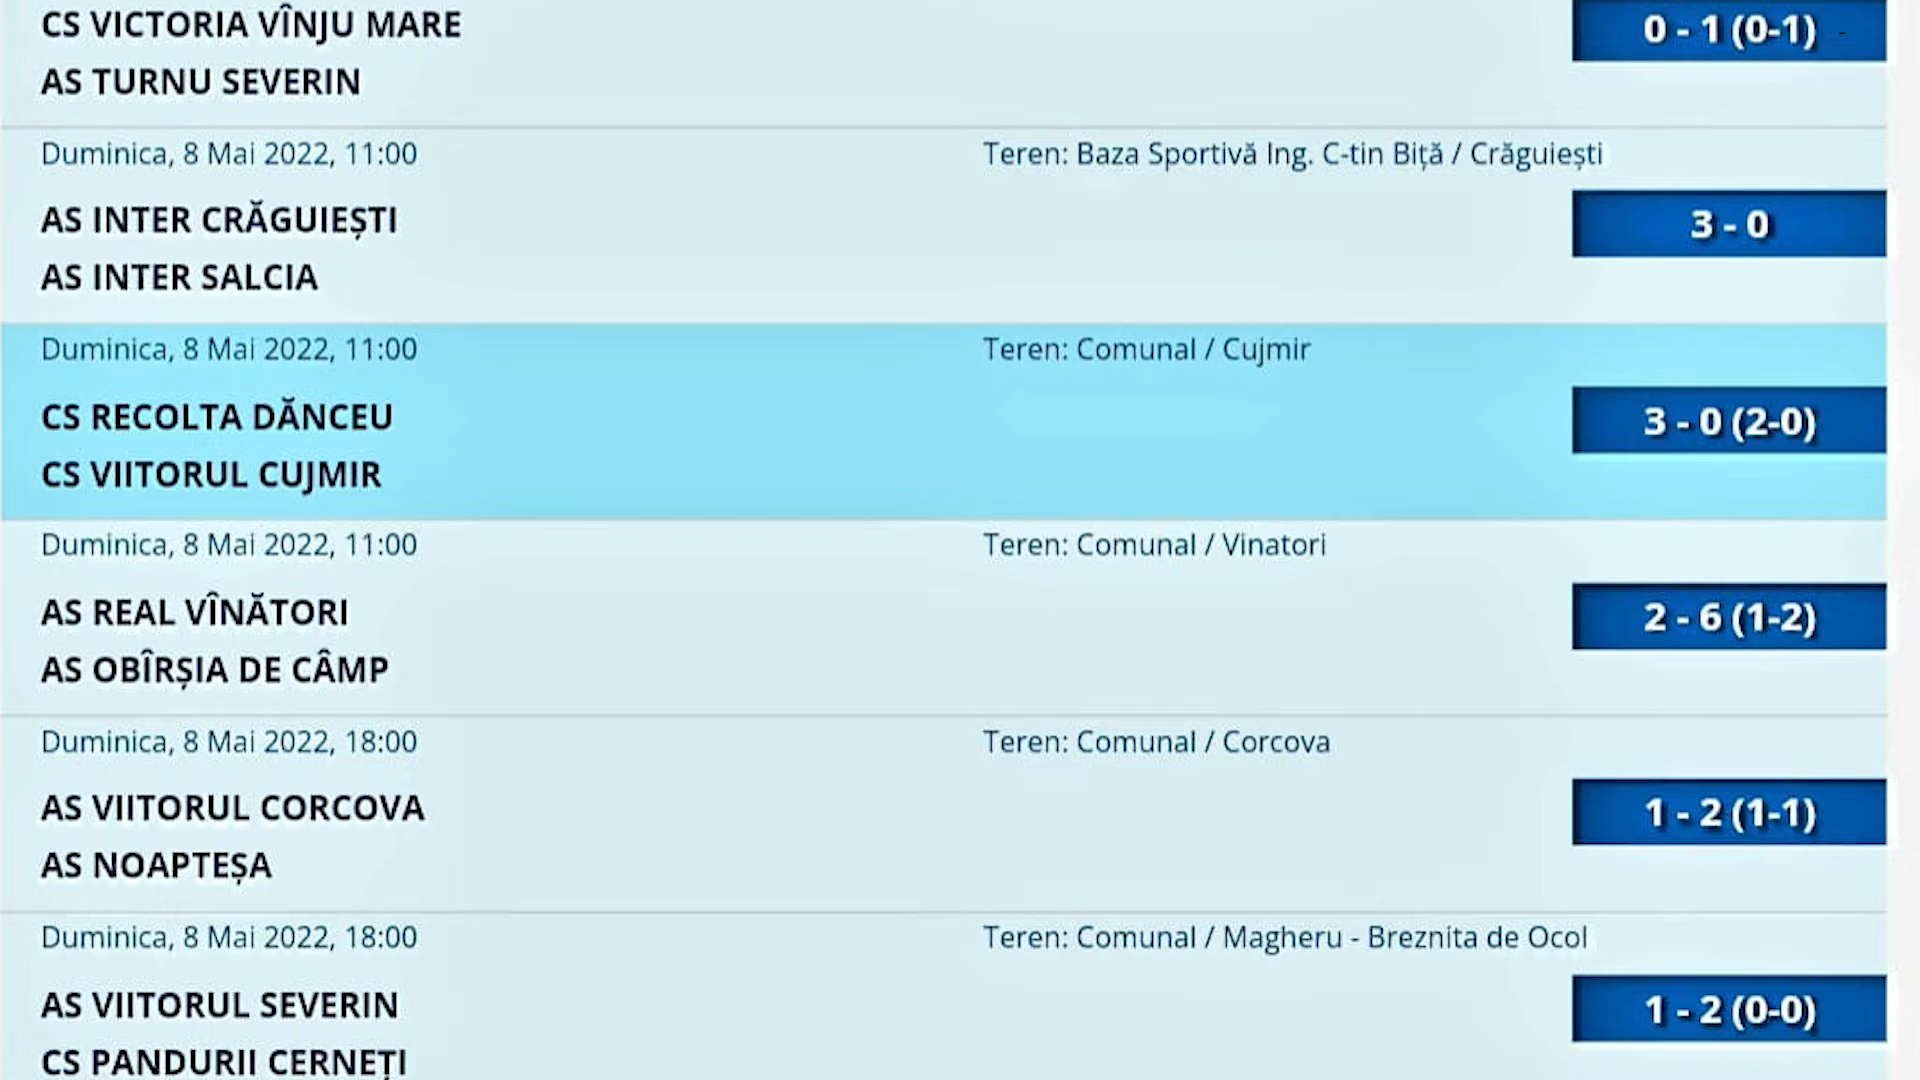 CS VICTORIA VÎNJU MARE
0 - 1 (0-1)
AS TURNU SEVERIN
Duminica, 8 Mai 2022, 11:00
Teren: Baza Sportivă Ing. C-tin Biță / Crăguiești
AS INTER CRĂGUIEȘTI
3 - 0
AS INTER SALCIA
Duminica, 8 Mai 2022, 11:00
Teren: Comunal / Cujmir
CS RECOLTA DĂNCEU
3 - 0 (2-0)
CS VIITORUL CUJMIR
Duminica, 8 Mai 2022, 11:00
Teren: Comunal / Vinatori
AS REAL VÎNĂTORI
2 - 6 (1-2)
AS OBÎRȘIA DE CÂMP
Duminica, 8 Mai 2022, 18:00
Teren: Comunal / Corcova
AS VIITORUL CORCOVA
1 - 2 (1-1)
AS NOAPTEȘA
Duminica, 8 Mai 2022, 18:00
Teren: Comunal / Magheru - Breznita de Ocol
AS VIITORUL SEVERIN
1 - 2 (0-0)
CS PANDURII CERNEȚI